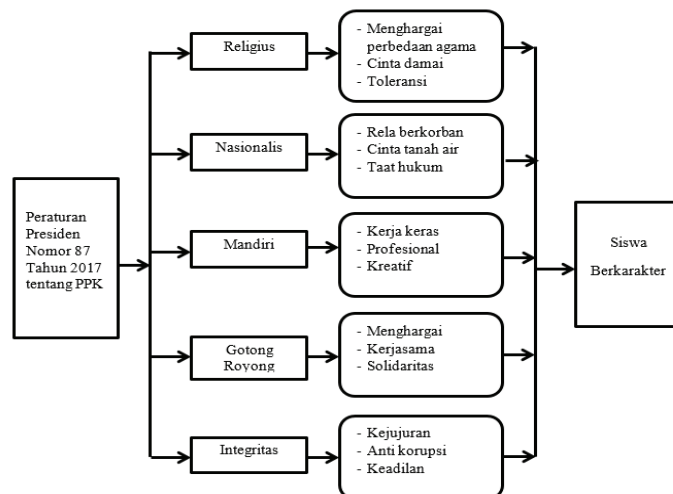 Peraturan
Presiden
Nomor 87
Tahun 2017
tentang PPK
Religius
- Menghargai
perbedaan agama
- Cinta damai
- Toleransi
Nasionalis
- Rela berkorban
- Cinta tanah air
- Taat hukum
Mandiri
- Kerja keras
- Profesional
- Kreatif
Gotong
Royong
- Menghargai
- Kerjasama
- Solidaritas
Integritas
- Kejujuran
- Anti korupsi
- Keadilan
Siswa
Berkarakter